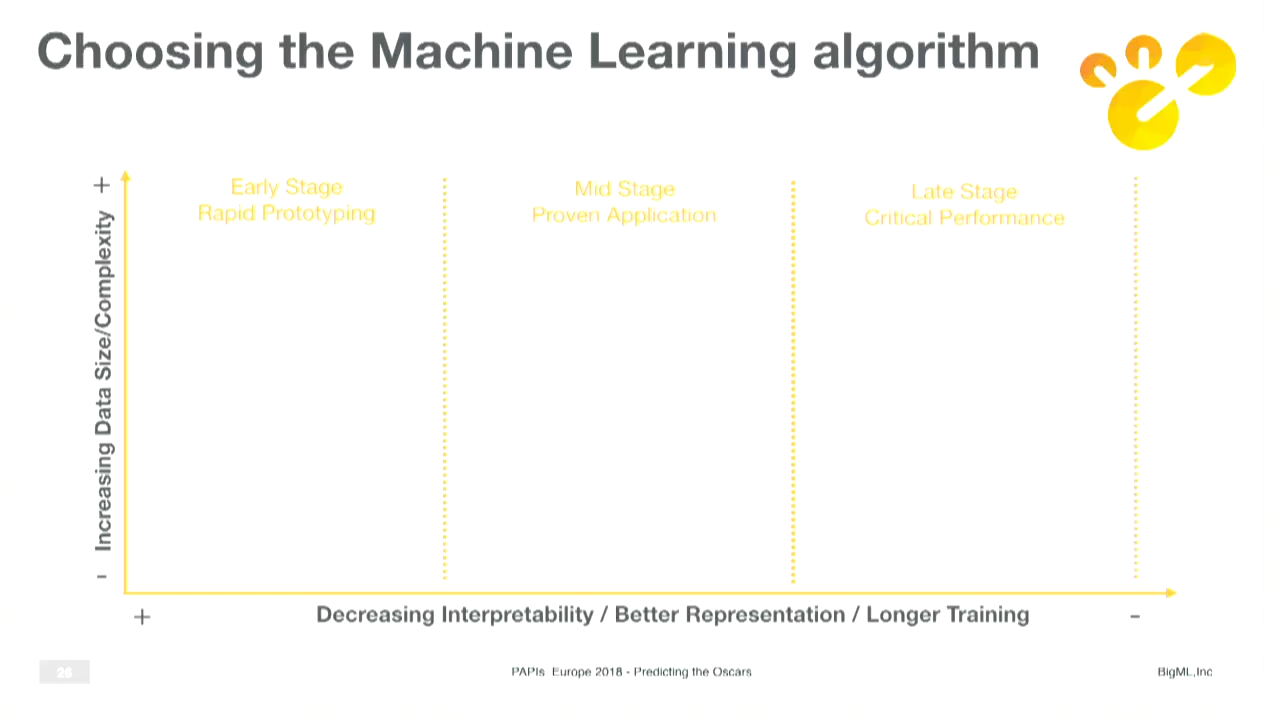 Choosing the Machine Learning algorithm
+
Increasing Data Size/Complexity
-
Early Stage
Rapid Prototyping
Mid Stage
Proven Application
Late Stage
Critical Performance
+
Decreasing Interpretability / Better Representation / Longer Training
-
26
PAPIs Europe 2018 - Predicting the Oscars
BigML,Inc